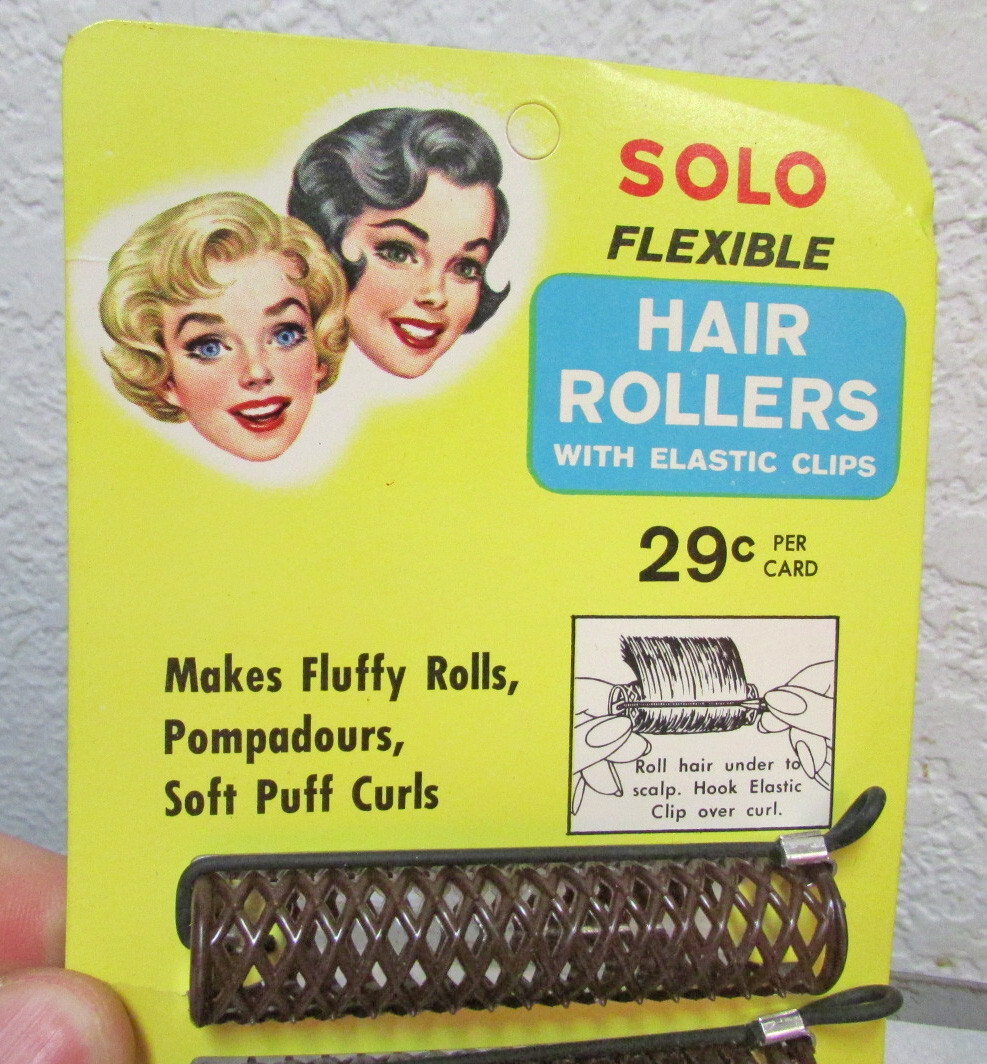 SOLO
FLEXIBLE
HAIR
ROLLERS
WITH ELASTIC CLIPS
29c PER
CARD
Makes Fluffy Rolls,
Pompadours,
Soft Puff Curls
Roll hair under to
scalp. Hook Elastic
Clip over curl.